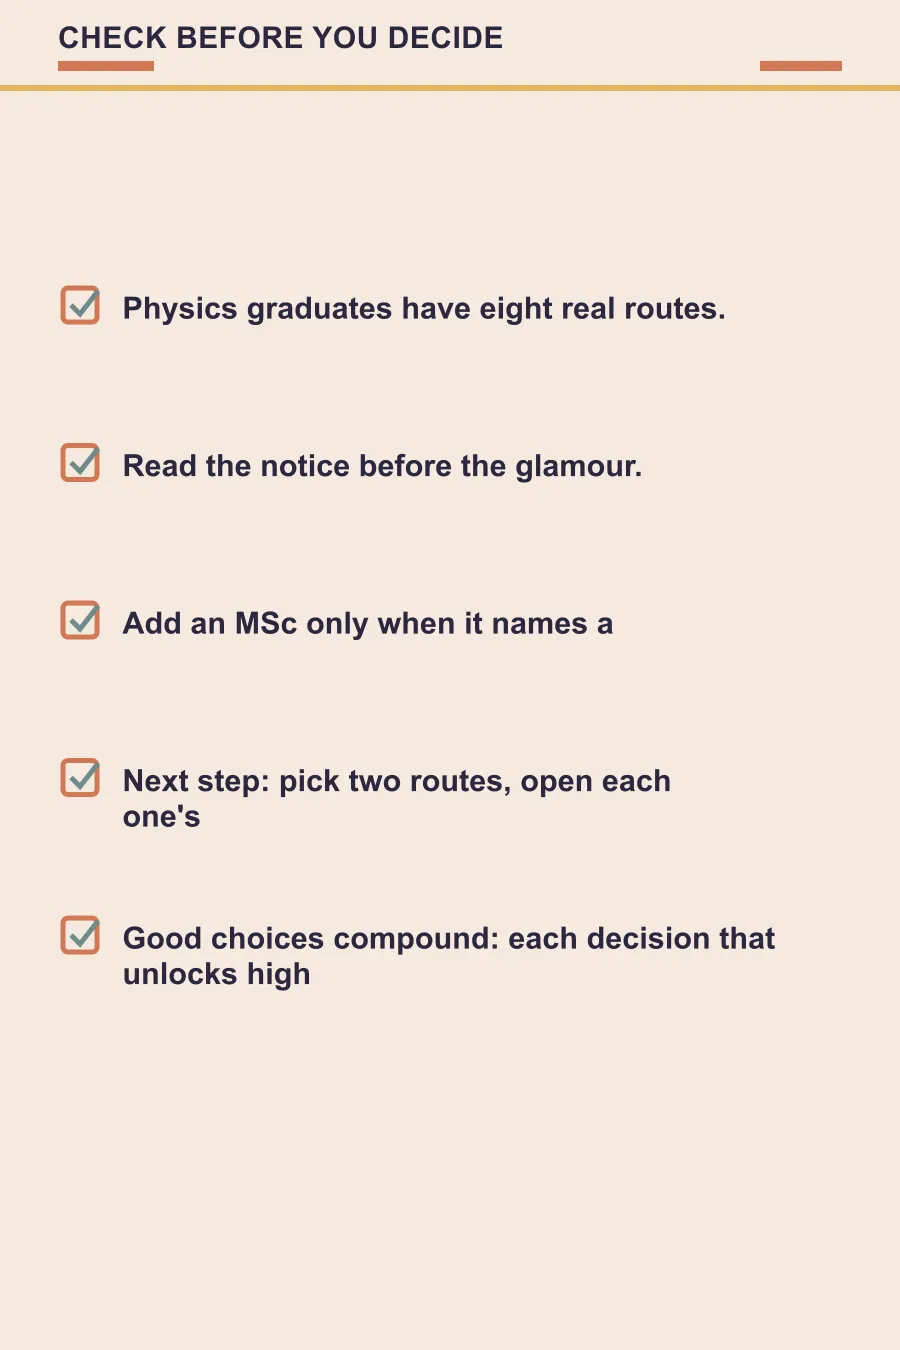 CHECK BEFORE YOU DECIDE
Physics graduates have eight real routes.
Read the notice before the glamour.
Add an MSc only when it names a
Next step: pick two routes, open each
one's
Good choices compound: each decision that
unlocks high